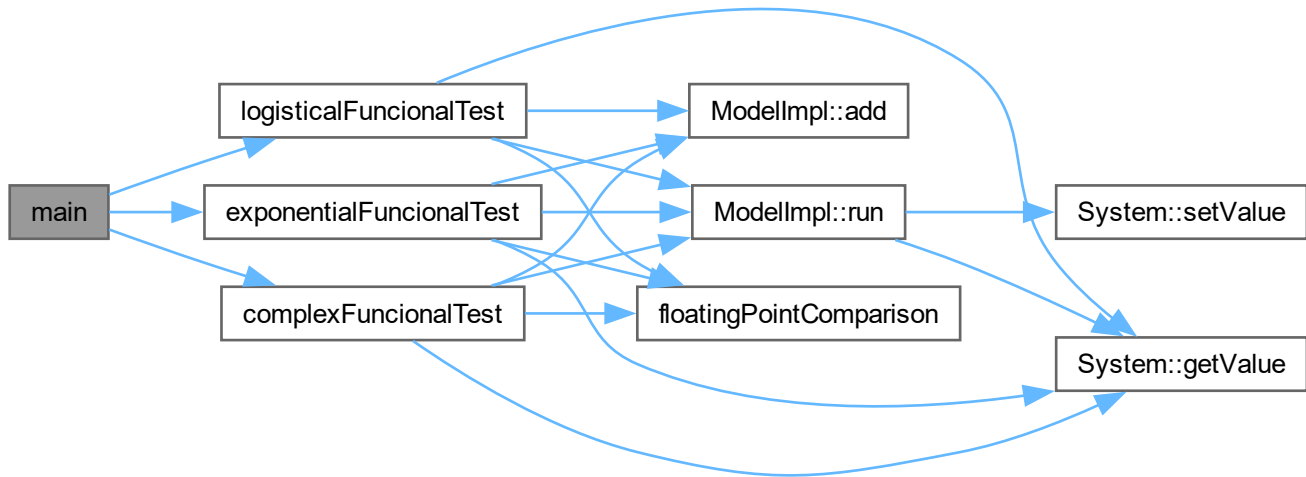 main
logisticalFuncionalTest
exponentialFuncionalTest
complexFuncionalTest
ModelImpl::add
ModelImpl::run
floatingPointComparison
System::setValue
System::getValue